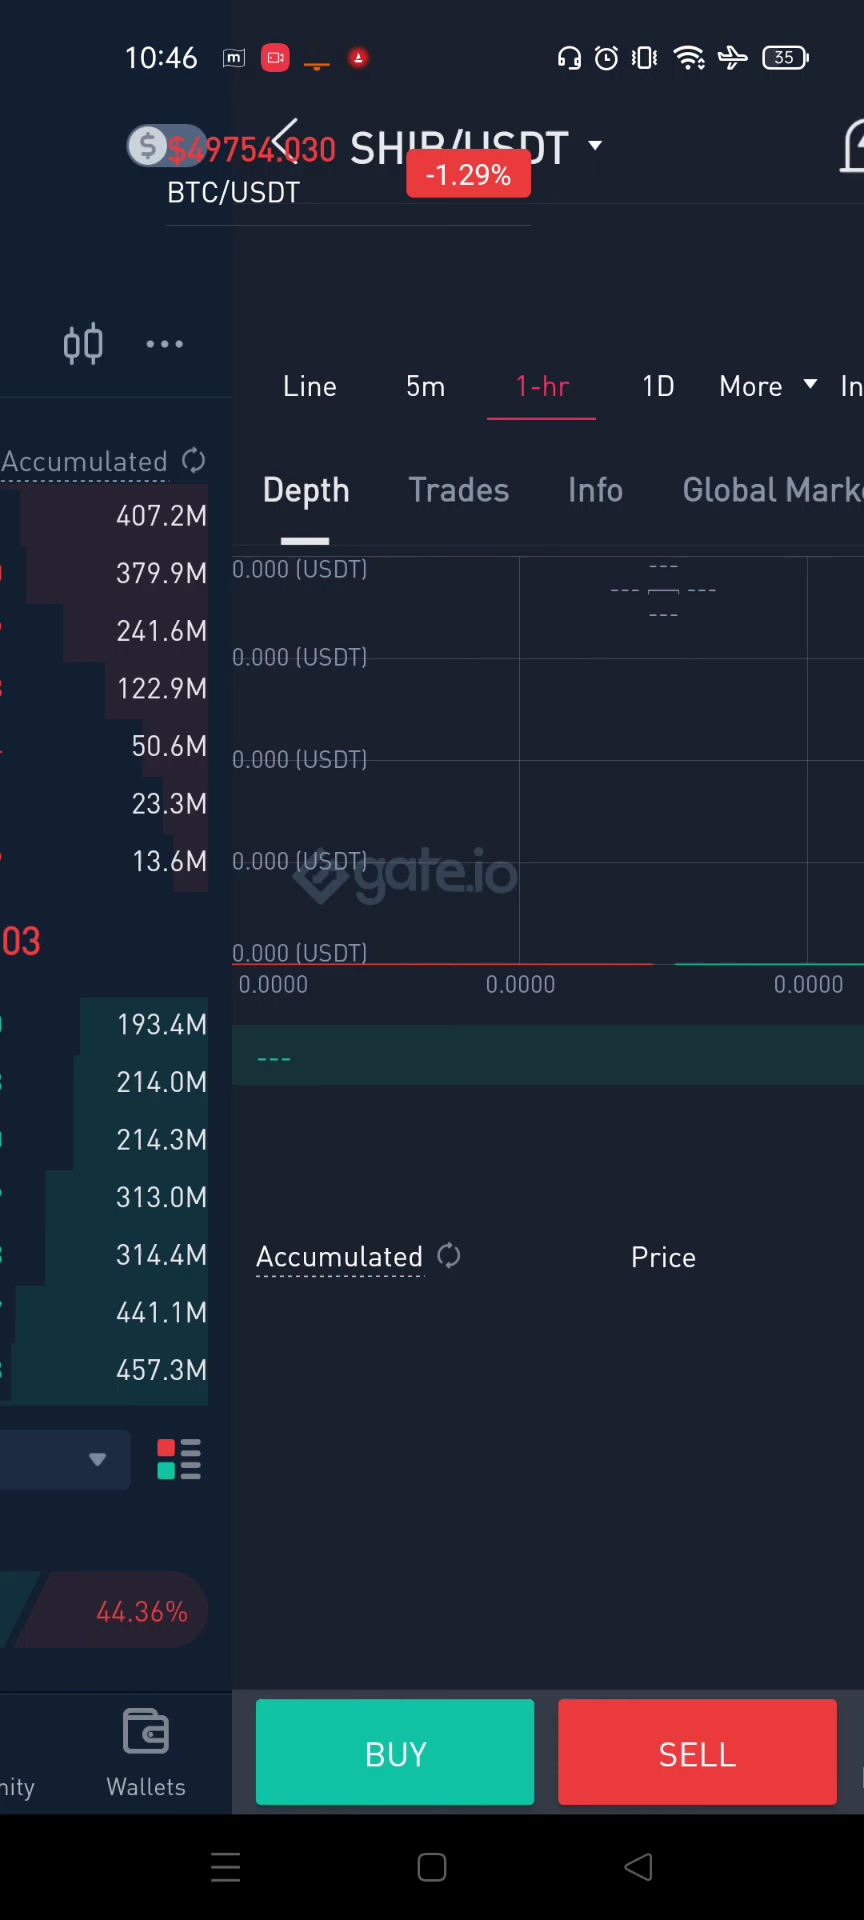 10:46
35
$49754.030
SHIB/USDT
-1.29%
BTC/USDT
Line 5m 1-hr 1D More
Accumulated
Depth Trades Info Global
407.2M
379.9M
241.6M
122.9M
50.6M
23.3M
13.6M
03
193.4M
214.0M
214.3M
313.0M
314.4M
441.1M
457.3M
44.36%
Wallets
0.000 (USDT)
0.000 (USDT)
0.000 (USDT)
0.000 (USDT)
gate.io
0.000 (USDT)
0.0000 0.0000 0.0000
---
Accumulated Price
BUY SELL